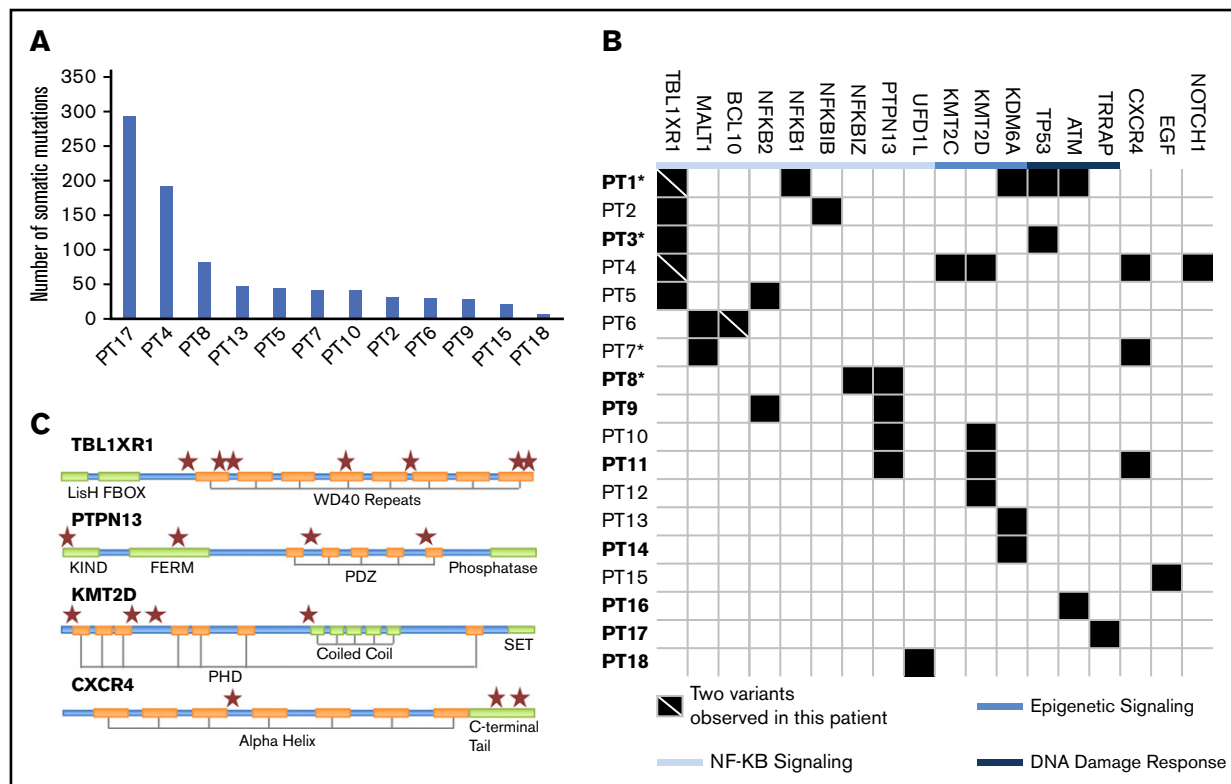 A
Number of somatic mutations
350
300
250
200
150
100
50
0
PT17
PT4
PT8
PT13
PT5
PT7
PT10
PT2
PT6
PT9
PT15
PT18
B
TBL1XR1
MALT1
BCL10
NFKB2
NFKB1
NFKBIB
NFKBIZ
PTPN13
UFD1L
KMT2C
KMT2D
KDM6A
TP53
ATM
TRRAP
CXCR4
EGF
NOTCH1
PT1*
PT2
PT3*
PT4
PT5
PT6
PT7*
PT8*
PT9
PT10
PT11
PT12
PT13
PT14
PT15
PT16
PT17
PT18
Two variants
observed in this patient
Epigenetic Signaling
NF-KB Signaling
DNA Damage Response
C
TBL1XR1
LisH FBOX
WD40 Repeats
PTPN13
KIND
FERM
PDZ
Phosphatase
KMT2D
Coiled Coil
SET
PHD
CXCR4
Alpha Helix
C-terminal
Tail